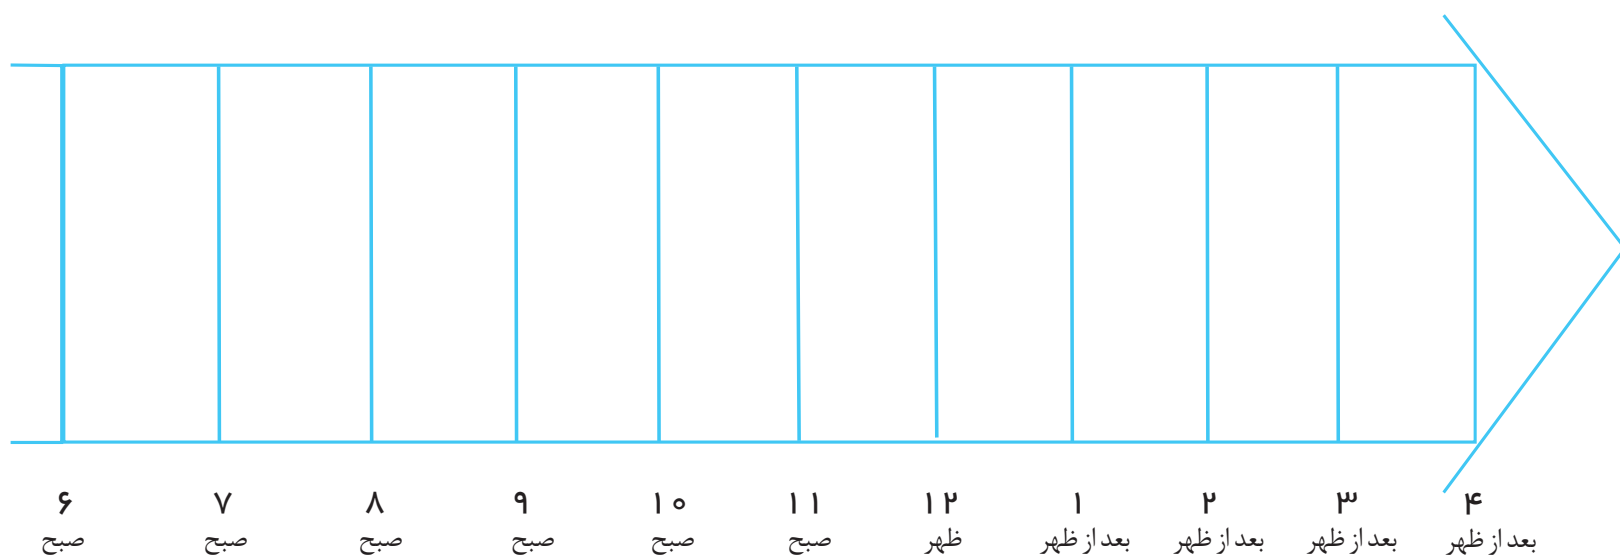 ۶ ۷ ۸ ۹ ۱۰ ۱۱ ۱۲ ۱ ۲ ۳ ۴
صبح صبح صبح صبح صبح صبح ظهر بعد از ظهر بعد از ظهر بعد از ظهر بعد از ظهر